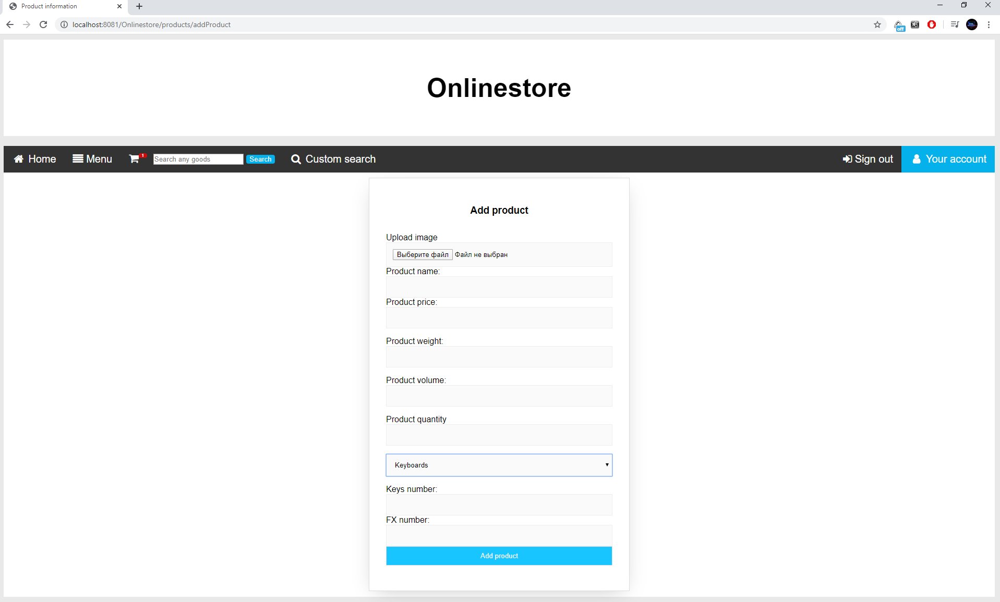 Product information
localhost:8081/Onlinestore/products/addProduct
off
Onlinestore
Home Menu 1 Search any goods Search Custom search Sign out Your account
Add product
Upload image
Выберите файл Файл не выбран
Product name:
Product price:
Product weight:
Product volume:
Product quantity
Keyboards
Keys number:
FX number:
Add product